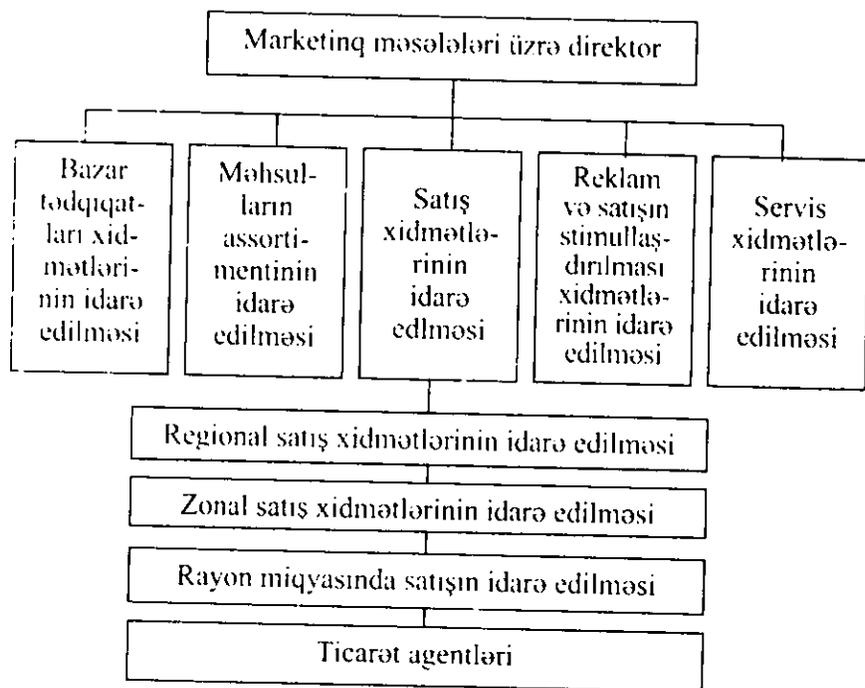 Marketinq məsələləri üzrə direktor
Bazar
tədqiqat-
ları xid-
mətləri-
nin idarə
edilməsi
Məhsul-
ların
assorti-
mentinin
idarə
edilməsi
Satış
xidmətlə-
rinin
idarə
edlməsi
Reklam
və satışın
stimullaş-
dırılması
xidmətlə-
rinin idarə
edilməsi
Servis
xidmətlə-
rinin
idarə
edilməsi
Regional satış xidmətlərinin idarə edilməsi
Zonal satış xidmətlərinin idarə edilməsi
Rayon miqyasında satışın idarə edilməsi
Ticarət agentləri